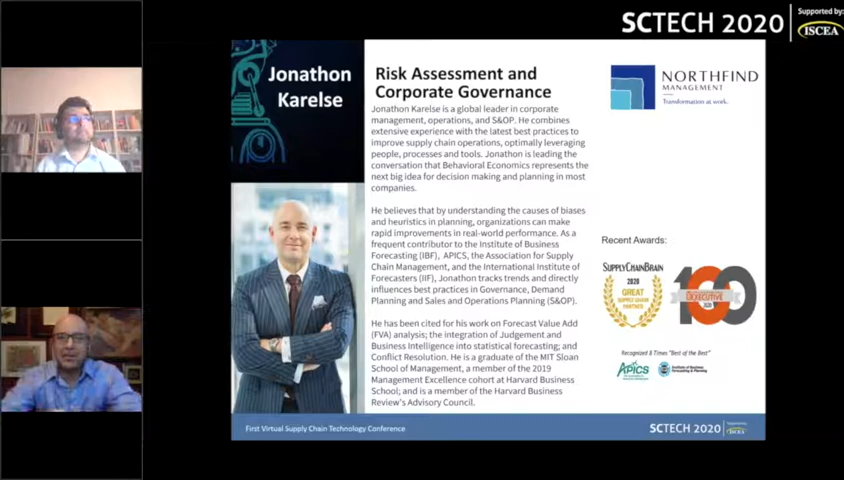 SCTECH 2020
Supported by:
ISCEA
Jonathon
Karelse
Risk Assessment and
Corporate Governance
Jonathon Karelse is a global leader in corporate
management, operations, and S&OP. He combines
extensive experience with the latest best practices to
improve supply chain operations, optimally leveraging
people, processes and tools. Jonathon is leading the
conversation that Behavioral Economics represents the
next big idea for decision making and planning in most
companies.
He believes that by understanding the causes of biases
and heuristics in planning, organizations can make
rapid improvements in real-world performance. As a
frequent contributor to the Institute of Business
Forecasting (IBF), APICS, the Association for Supply
Chain Management, and the International Institute of
Forecasters (IIF), Jonathon tracks trends and directly
influences best practices in Governance, Demand
Planning and Sales and Operations Planning (S&OP).
He has been cited for his work on Forecast Value Add
(FVA) analysis; the integration of Judgement and
Business Intelligence into statistical forecasting; and
Conflict Resolution. He is a graduate of the MIT Sloan
School of Management, a member of the 2019
Management Excellence cohort at Harvard Business
School; and is a member of the Harvard Business
Review's Advisory Council.
NORTHFIND
MANAGEMENT
Transformation at work.
Recent Awards:
SUPPLYCHAINBRAIN
2020
GREAT
SUPPLY CHAIN
PARTNER
100
EXECUTIVE
Recognized 8 Times "Best of the Best"
APICS
Institute of Business
Forecasting & Planning
First Virtual Supply Chain Technology Conference
SCTECH 2020
ISCEA